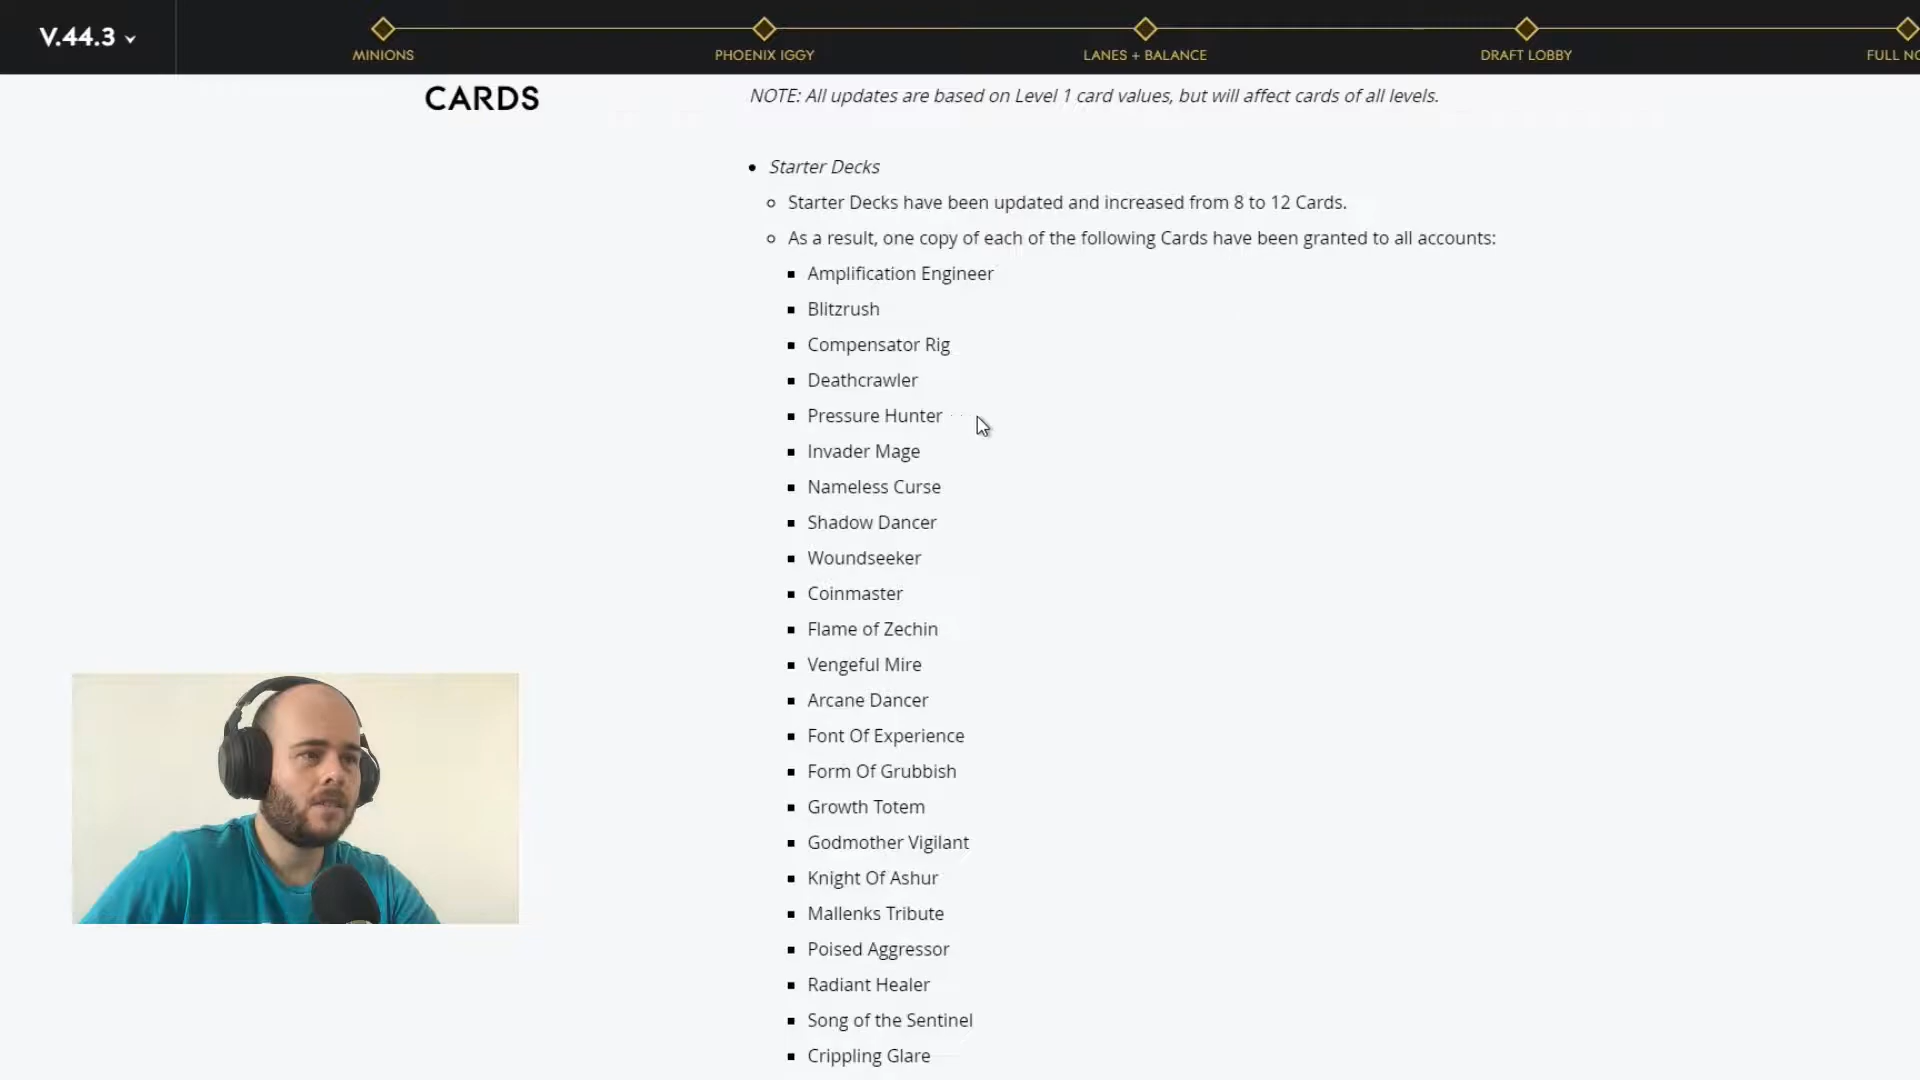 V.44.3
MINIONS
PHOENIX IGGY
LANES + BALANCE
DRAFT LOBBY
FULL NO
CARDS
NOTE: All updates are based on Level 1 card values, but will affect cards of all levels.
Starter Decks
Starter Decks have been updated and increased from 8 to 12 Cards.
As a result, one copy of each of the following Cards have been granted to all accounts:
Amplification Engineer
Blitzrush
Compensator Rig
Deathcrawler
Pressure Hunter
Invader Mage
Nameless Curse
Shadow Dancer
Woundseeker
Coinmaster
Flame of Zechin
Vengeful Mire
Arcane Dancer
Font Of Experience
Form Of Grubbish
Growth Totem
Godmother Vigilant
Knight Of Ashur
Mallenks Tribute
Poised Aggressor
Radiant Healer
Song of the Sentinel
Crippling Glare